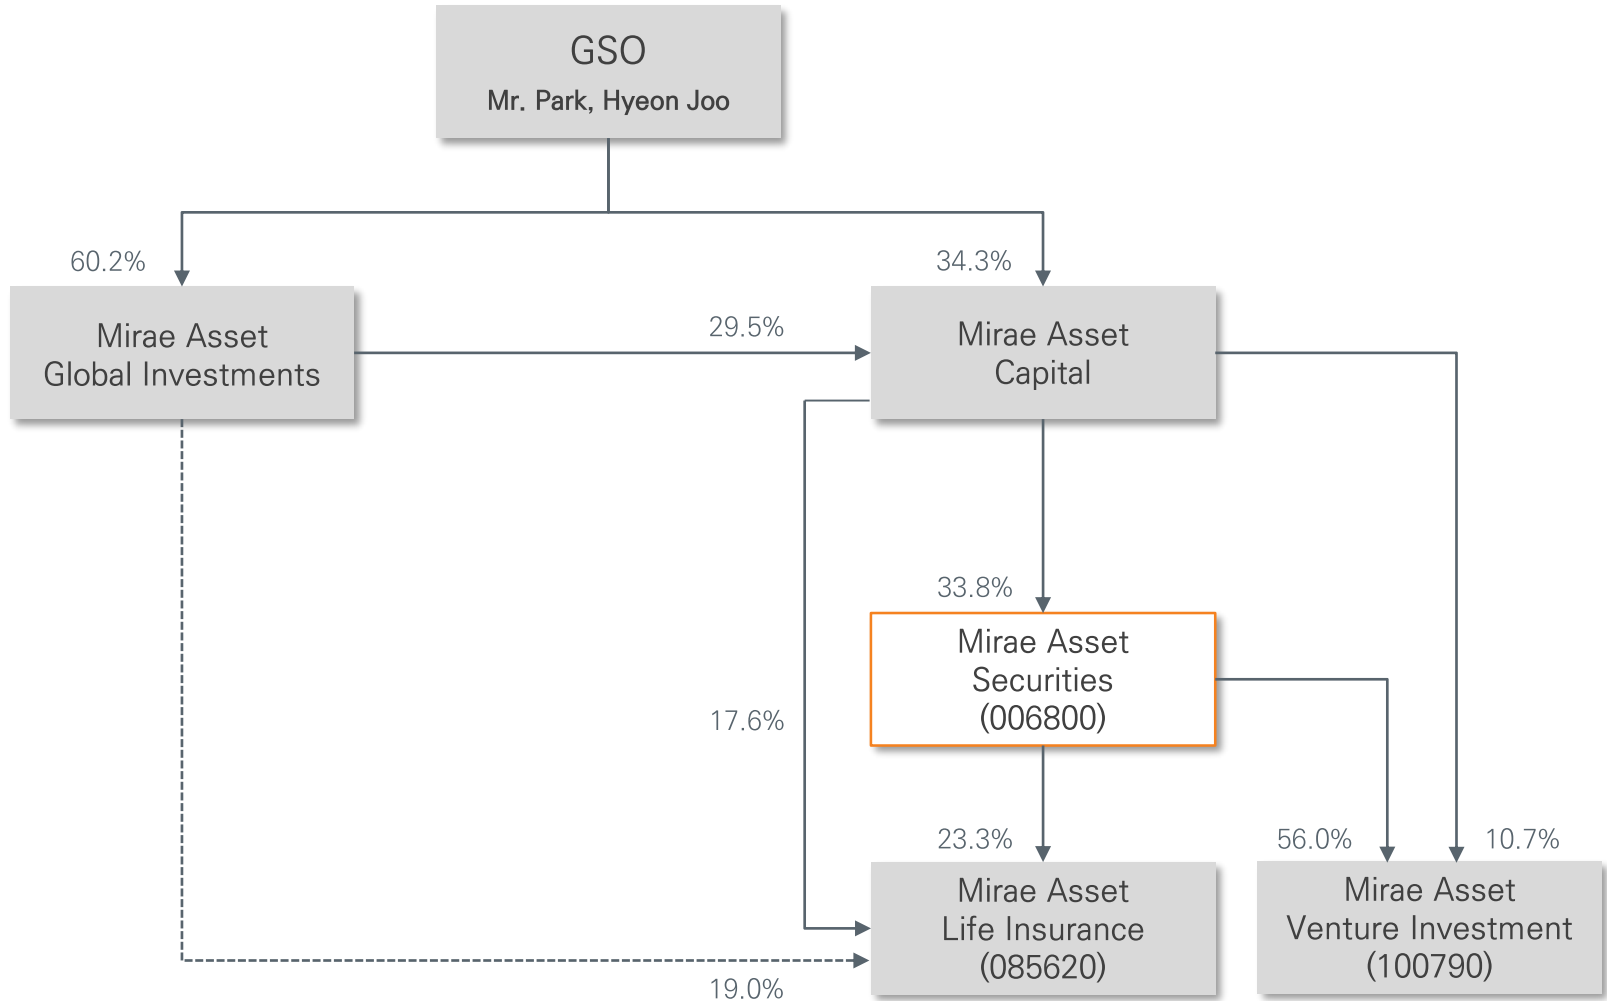 GSO
Mr. Park, Hyeon Joo
60.2%
34.3%
Mirae Asset
Global Investments
29.5%
Mirae Asset
Capital
33.8%
Mirae Asset
Securities
(006800)
17.6%
23.3%
56.0%
10.7%
Mirae Asset
Life Insurance
(085620)
Mirae Asset
Venture Investment
(100790)
19.0%